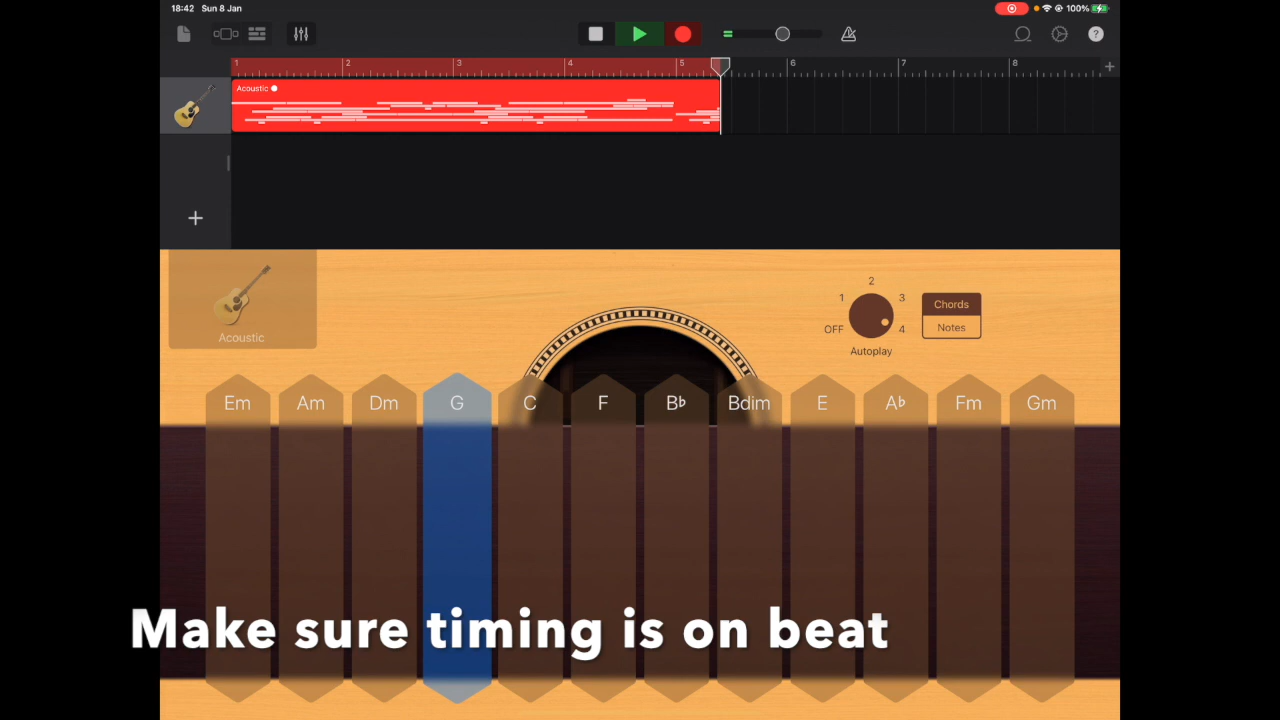 18:42 Sun 8 Jan
100%
1 2 3 4 5 6 7 8
Acoustic
Acoustic
OFF 1 2 3 4
Autoplay
Chords
Notes
Em Am Dm G C F B♭ Bdim E A♭ Fm Gm
Make sure timing is on beat